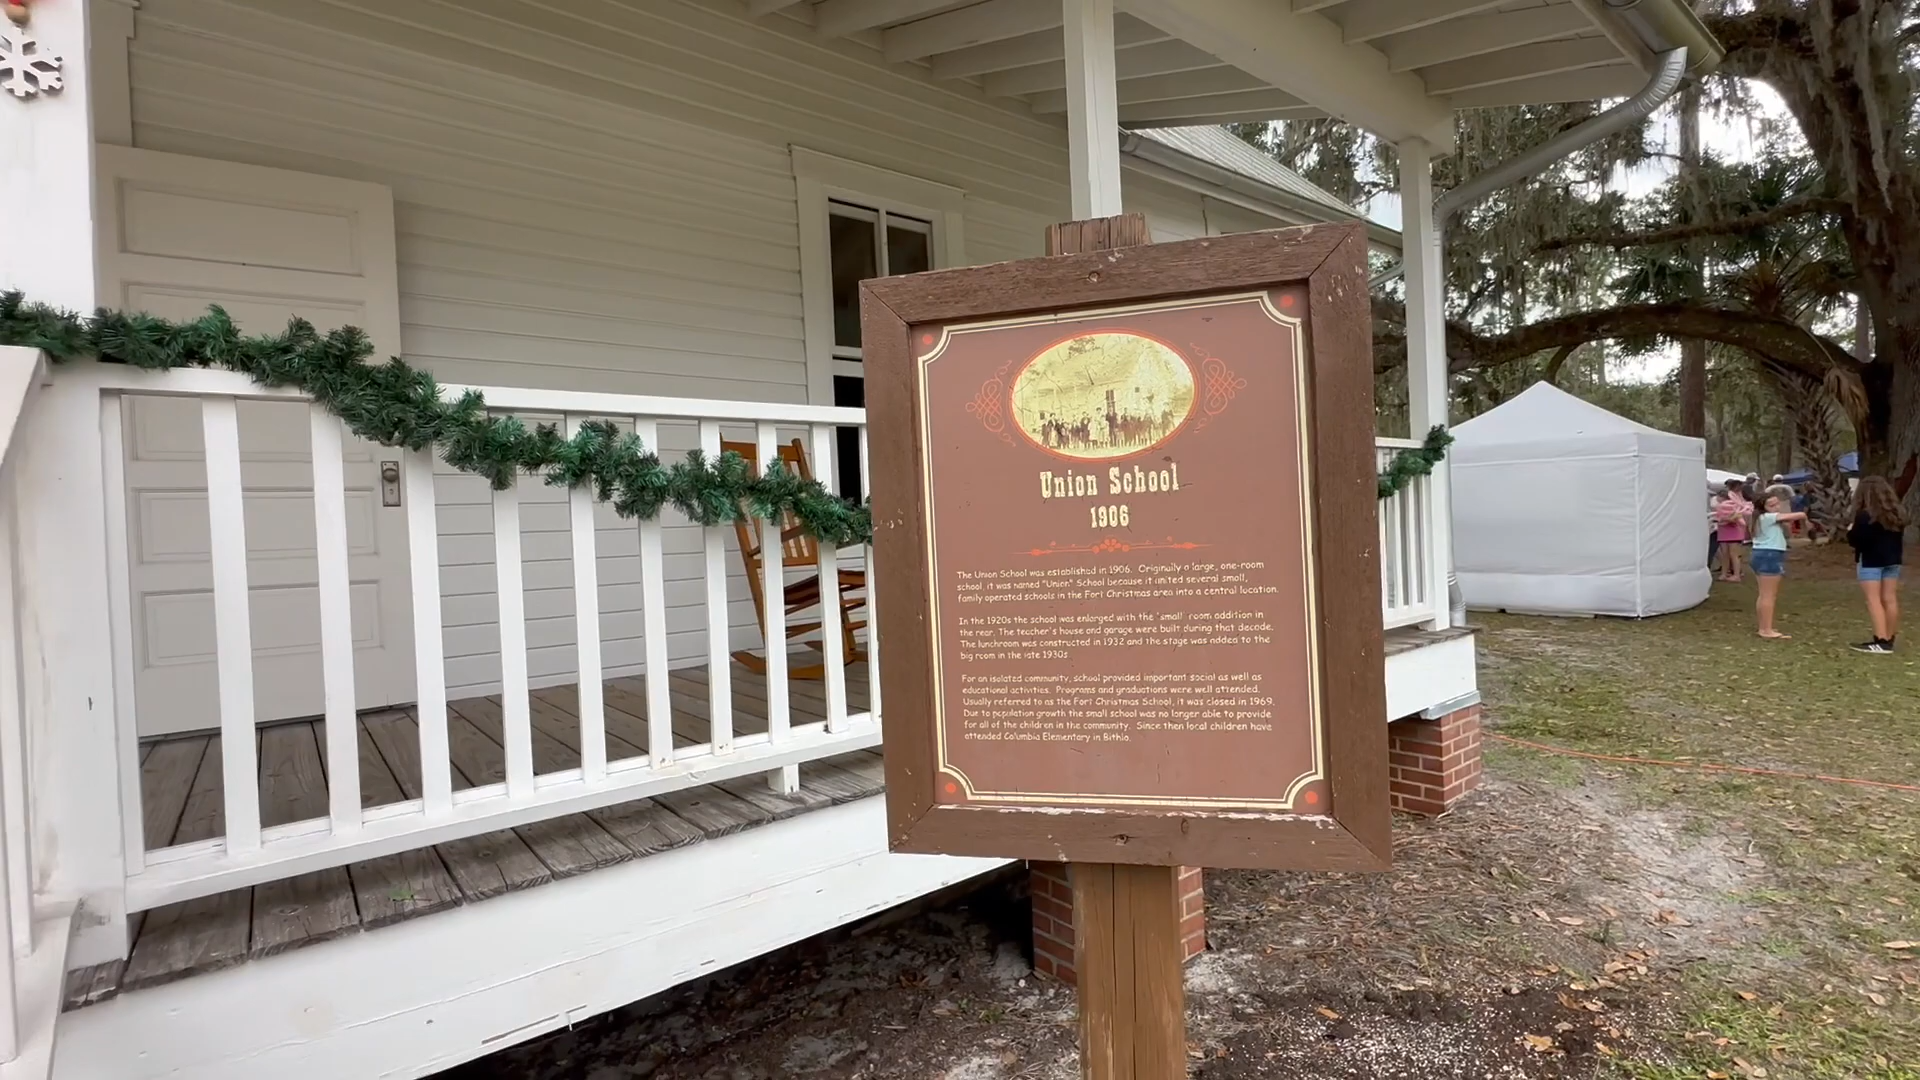 Union School
1906
The Union School was established in 1906. Originally a large, one-room
school, it was named "Union" School because it united several small,
family operated schools in the Fort Christmas area into a central location.
In the 1920s the school was enlarged with the "small" room addition in
the rear. The teacher's house and garage were built during that decade.
The lunchroom was constructed in 1932 and the stage was added to the
big room in the late 1930s
For an isolated community, school provided important social as well as
educational activities. Programs and graduations were well attended.
Usually referred to as the Fort Christmas School, it was closed in 1969.
Due to population growth the small school was no longer able to provide
for all of the children in the community. Since then local children have
attended Columbia Elementary in Bithlo.